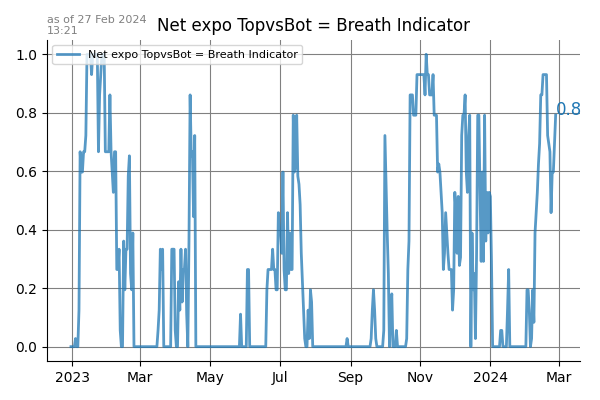 as of 27 Feb 2024
13:21
Net expo TopvsBot = Breath Indicator
Net expo TopvsBot = Breath Indicator
1.0
0.8
0.8
0.6
0.4
0.2
0.0
2023 Mar May Jul Sep Nov 2024 Mar